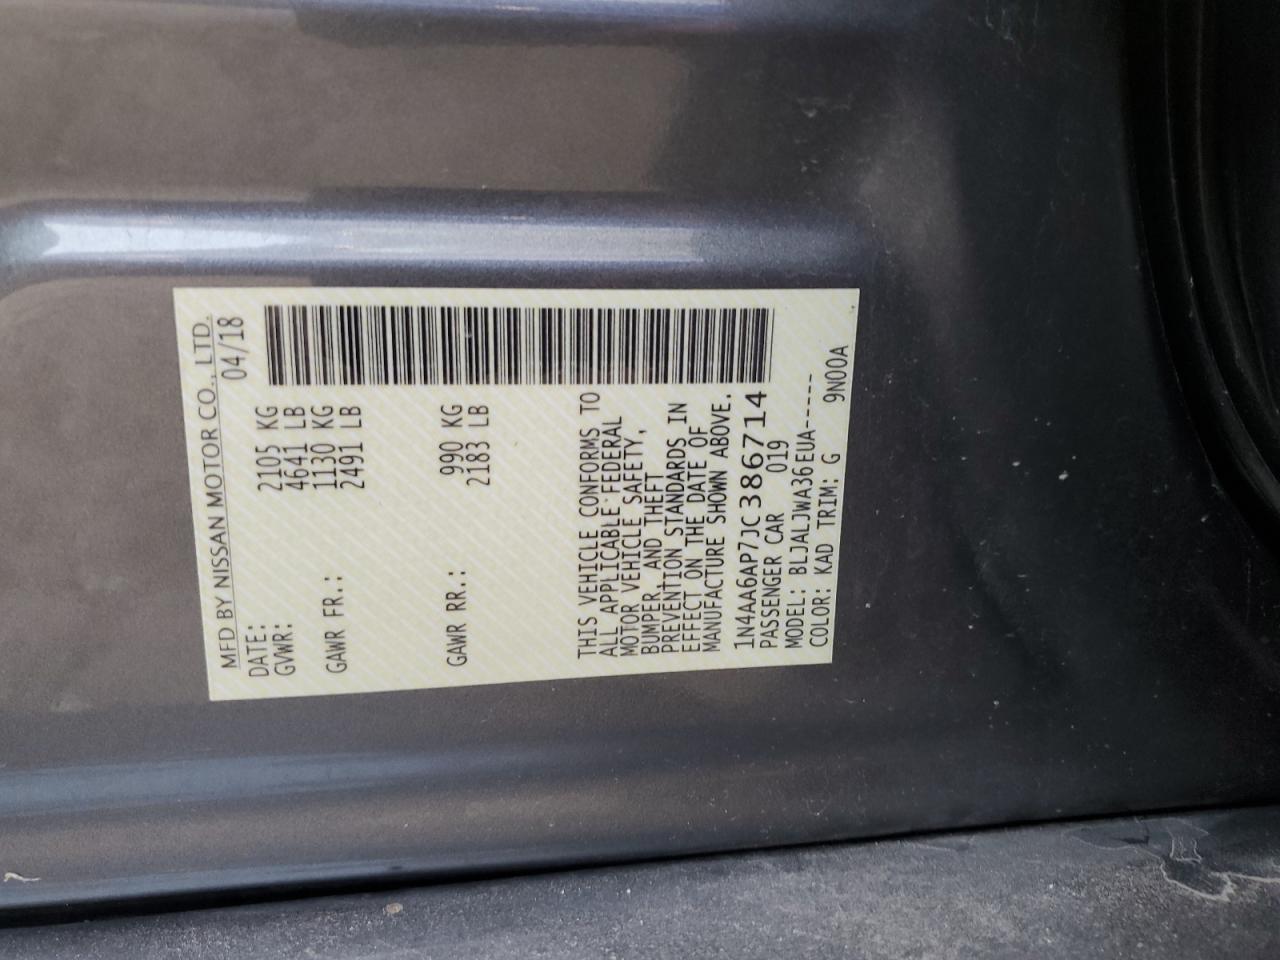 MFD BY NISSAN MOTOR CO., LTD.
DATE: 04/18
GVWR: 2105 KG
4641 LB
GAWR FR.: 1130 KG
2491 LB
GAWR RR.: 990 KG
2183 LB
THIS VEHICLE CONFORMS TO
ALL APPLICABLE FEDERAL
MOTOR VEHICLE SAFETY,
BUMPER, AND THEFT
PREVENTION STANDARDS IN
EFFECT ON THE DATE OF
MANUFACTURE SHOWN ABOVE.
1N4AA6AP7JC386714
PASSENGER CAR 019
MODEL: BLJALJWA36EUA------
COLOR: KAD TRIM: G 9N00A